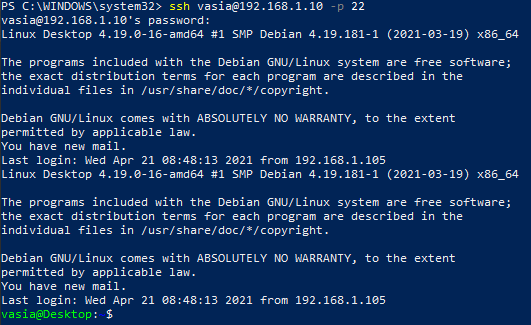 PS C:\WINDOWS\system32> ssh vasia@192.168.1.10 -p 22
vasia@192.168.1.10's password:
Linux Desktop 4.19.0-16-amd64 #1 SMP Debian 4.19.181-1 (2021-03-19) x86_64
The programs included with the Debian GNU/Linux system are free software;
the exact distribution terms for each program are described in the
individual files in /usr/share/doc/*/copyright.
Debian GNU/Linux comes with ABSOLUTELY NO WARRANTY, to the extent
permitted by applicable law.
You have new mail.
Last login: Wed Apr 21 08:48:13 2021 from 192.168.1.105
Linux Desktop 4.19.0-16-amd64 #1 SMP Debian 4.19.181-1 (2021-03-19) x86_64
The programs included with the Debian GNU/Linux system are free software;
the exact distribution terms for each program are described in the
individual files in /usr/share/doc/*/copyright.
Debian GNU/Linux comes with ABSOLUTELY NO WARRANTY, to the extent
permitted by applicable law.
You have new mail.
Last login: Wed Apr 21 08:48:13 2021 from 192.168.1.105
vasia@Desktop: $